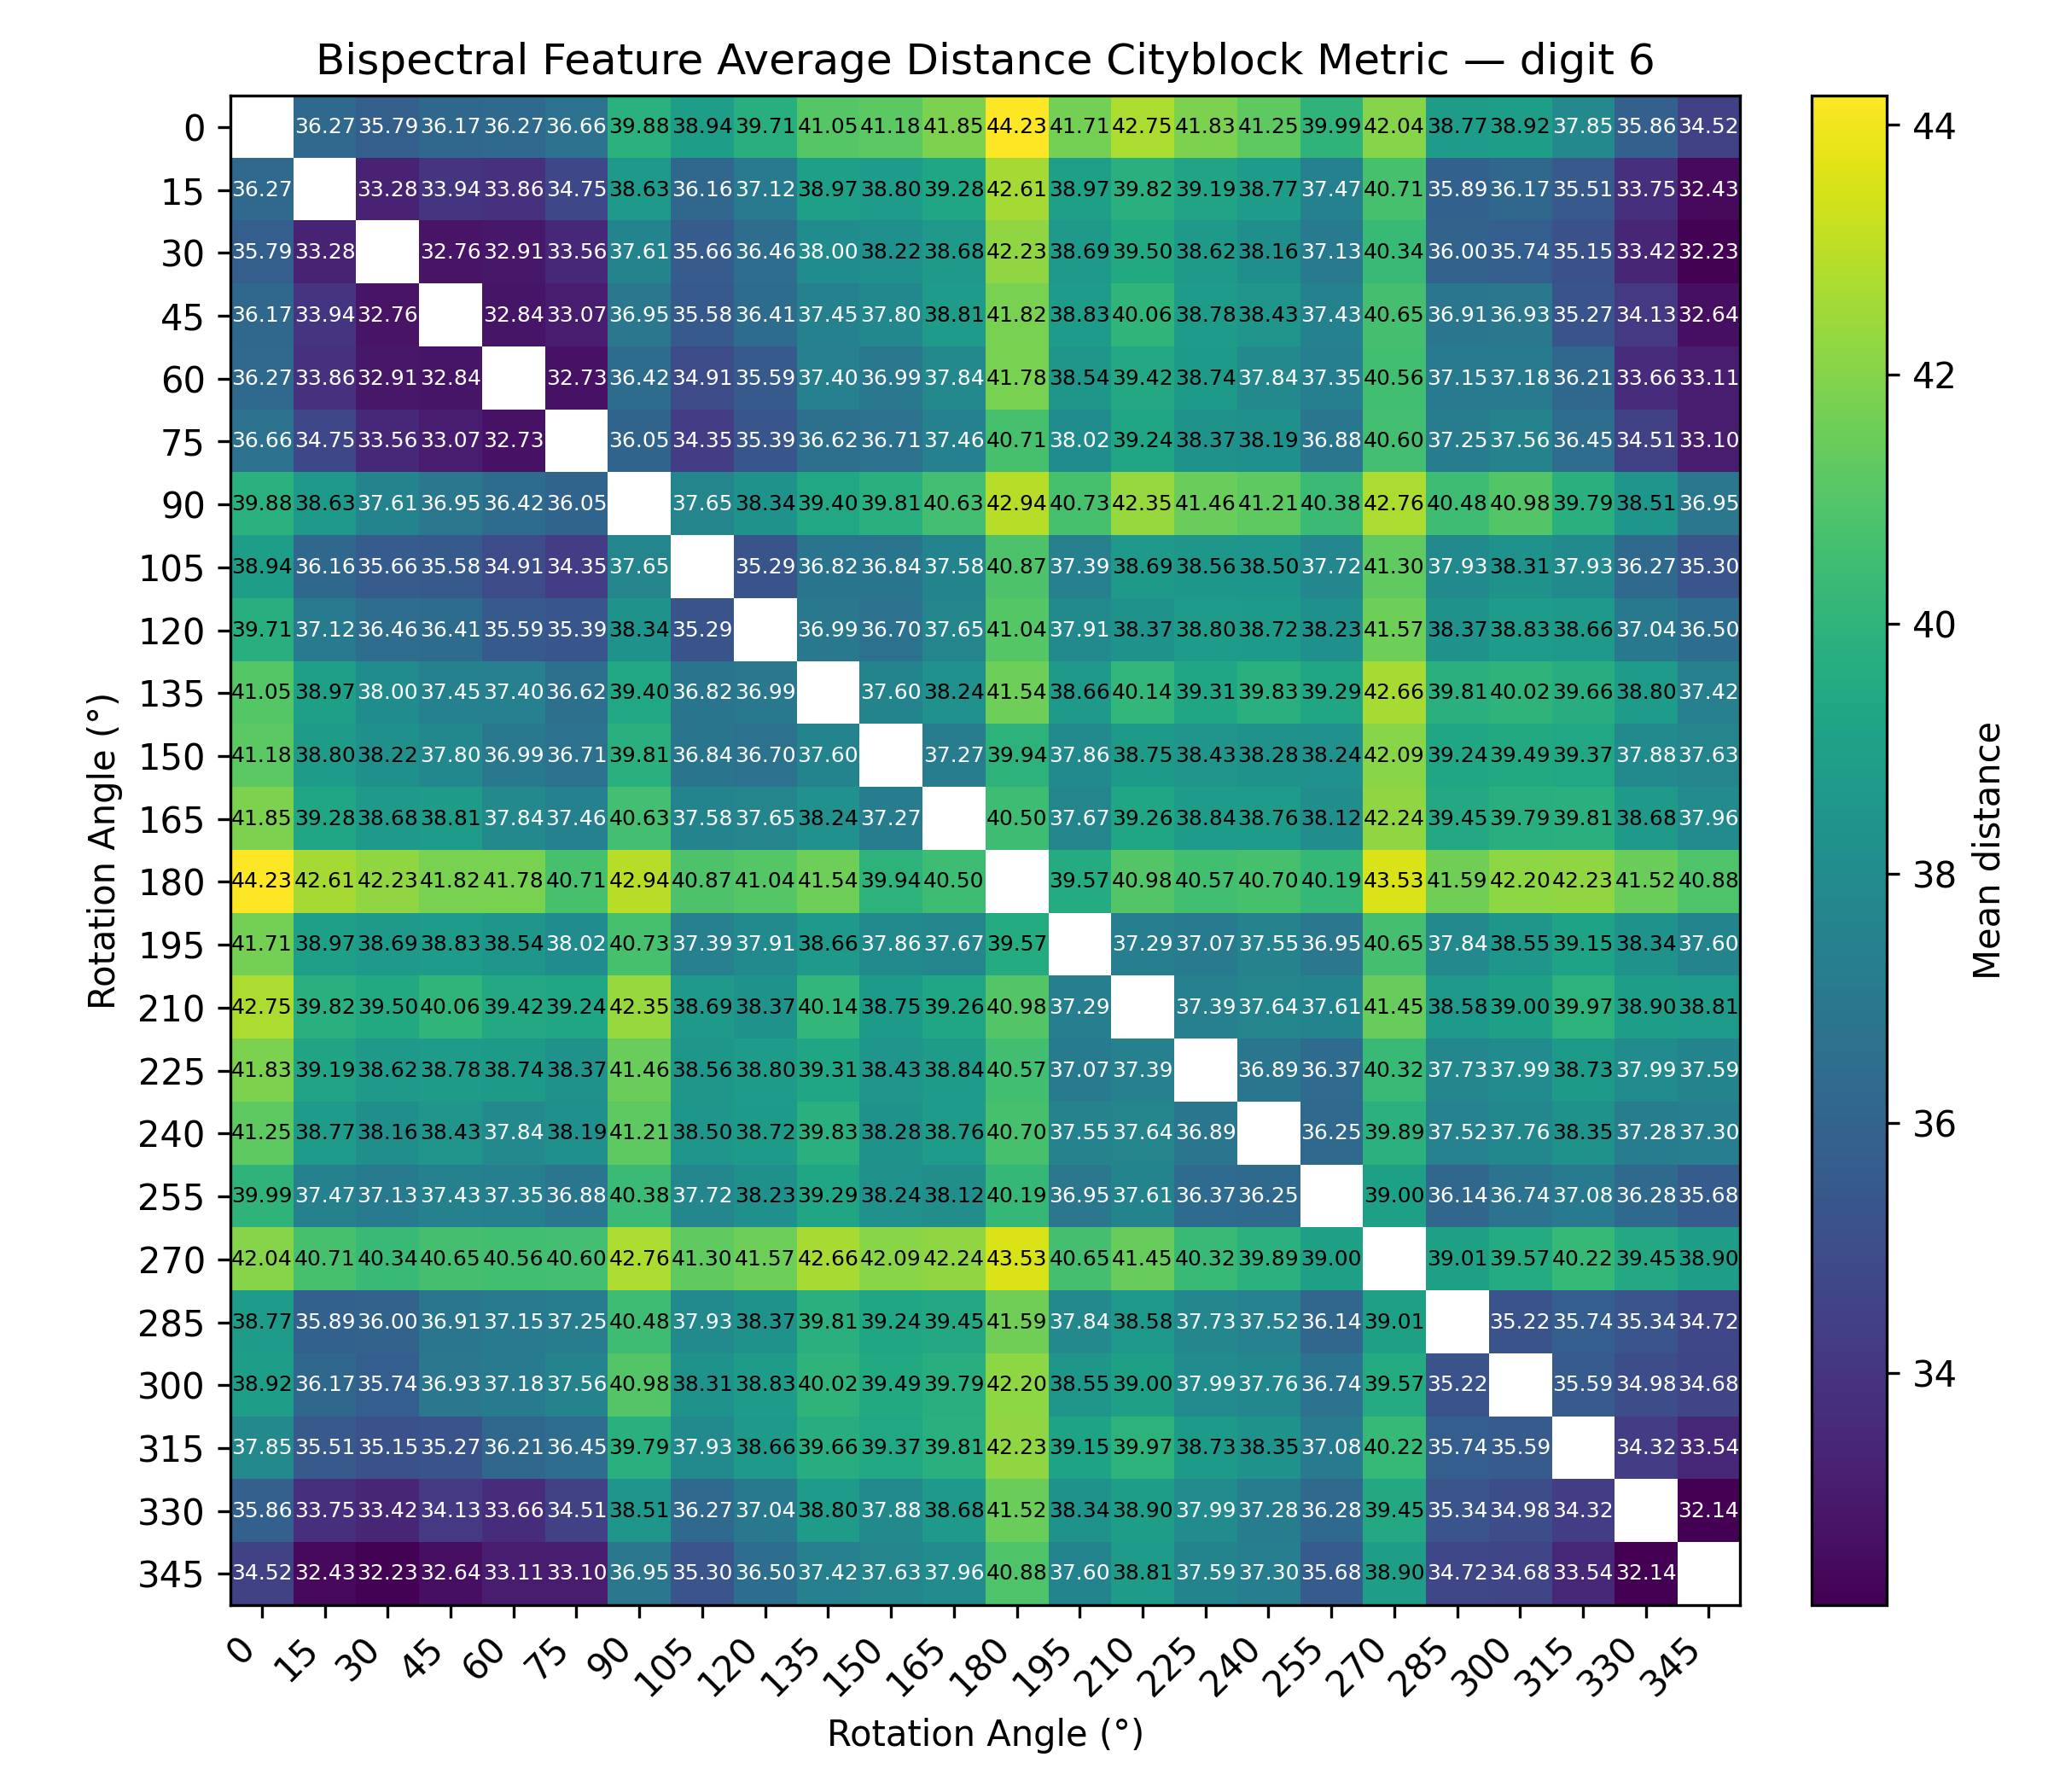 Bispectral Feature Average Distance Cityblock Metric — digit 6
0 36.27 35.79 36.17 36.27 36.66 39.88 38.94 39.71 41.05 41.18 41.85 44.23 41.71 42.75 41.83 41.25 39.99 42.04 38.77 38.92 37.85 35.86 34.52
15 36.27 33.28 33.94 33.86 34.75 38.63 36.16 37.12 38.97 38.80 39.28 42.61 38.97 39.82 39.19 38.77 37.47 40.71 35.89 36.17 35.51 33.75 32.43
30 35.79 33.28 32.76 32.91 33.56 37.61 35.66 36.46 38.00 38.22 38.68 42.23 38.69 39.50 38.62 38.16 37.13 40.34 36.00 35.74 35.15 33.42 32.23
45 36.17 33.94 32.76 32.84 33.07 36.95 35.58 36.41 37.45 37.80 38.81 41.82 38.83 40.06 38.78 38.43 37.43 40.65 36.91 36.93 35.27 34.13 32.64
60 36.27 33.86 32.91 32.84 32.73 36.42 34.91 35.59 37.40 36.99 37.84 41.78 38.54 39.42 38.74 37.84 37.35 40.56 37.15 37.18 36.21 33.66 33.11
75 36.66 34.75 33.56 33.07 32.73 36.05 34.35 35.39 36.62 36.71 37.46 40.71 38.02 39.24 38.37 38.19 36.88 40.60 37.25 37.56 36.45 34.51 33.10
90 39.88 38.63 37.61 36.95 36.42 36.05 37.65 38.34 39.40 39.81 40.63 42.94 40.73 42.35 41.46 41.21 40.38 42.76 40.48 40.98 39.79 38.51 36.95
105 38.94 36.16 35.66 35.58 34.91 34.35 37.65 35.29 36.82 36.84 37.58 40.87 37.39 38.69 38.56 38.50 37.72 41.30 37.93 38.31 37.93 36.27 35.30
120 39.71 37.12 36.46 36.41 35.59 35.39 38.34 35.29 36.99 36.70 37.65 41.04 37.91 38.37 38.80 38.72 38.23 41.57 38.37 38.83 38.66 37.04 36.50
135 41.05 38.97 38.00 37.45 37.40 36.62 39.40 36.82 36.99 37.60 38.24 41.54 38.66 40.14 39.31 39.83 39.29 42.66 39.81 40.02 39.66 38.80 37.42
150 41.18 38.80 38.22 37.80 36.99 36.71 39.81 36.84 36.70 37.60 37.27 39.94 37.86 38.75 38.43 38.28 38.24 42.09 39.24 39.49 39.37 37.88 37.63
165 41.85 39.28 38.68 38.81 37.84 37.46 40.63 37.58 37.65 38.24 37.27 40.50 37.67 39.26 38.84 38.76 38.12 42.24 39.45 39.79 39.81 38.68 37.96
180 44.23 42.61 42.23 41.82 41.78 40.71 42.94 40.87 41.04 41.54 39.94 40.50 39.57 40.98 40.57 40.70 40.19 43.53 41.59 42.20 42.23 41.52 40.88
195 41.71 38.97 38.69 38.83 38.54 38.02 40.73 37.39 37.91 38.66 37.86 37.67 39.57 37.29 37.07 37.55 36.95 40.65 37.84 38.55 39.15 38.34 37.60
210 42.75 39.82 39.50 40.06 39.42 39.24 42.35 38.69 38.37 40.14 38.75 39.26 40.98 37.29 37.39 37.64 37.61 41.45 38.58 39.00 39.97 38.90 38.81
225 41.83 39.19 38.62 38.78 38.74 38.37 41.46 38.56 38.80 39.31 38.43 38.84 40.57 37.07 37.39 36.89 36.37 40.32 37.73 37.99 38.73 37.99 37.59
240 41.25 38.77 38.16 38.43 37.84 38.19 41.21 38.50 38.72 39.83 38.28 38.76 40.70 37.55 37.64 36.89 36.25 39.89 37.52 37.76 38.35 37.28 37.30
255 39.99 37.47 37.13 37.43 37.35 36.88 40.38 37.72 38.23 39.29 38.24 38.12 40.19 36.95 37.61 36.37 36.25 39.00 36.14 36.74 37.08 36.28 35.68
270 42.04 40.71 40.34 40.65 40.56 40.60 42.76 41.30 41.57 42.66 42.09 42.24 43.53 40.65 41.45 40.32 39.89 39.00 39.01 39.57 40.22 39.45 38.90
285 38.77 35.89 36.00 36.91 37.15 37.25 40.48 37.93 38.37 39.81 39.24 39.45 41.59 37.84 38.58 37.73 37.52 36.14 39.01 35.22 35.74 35.34 34.72
300 38.92 36.17 35.74 36.93 37.18 37.56 40.98 38.31 38.83 40.02 39.49 39.79 42.20 38.55 39.00 37.99 37.76 36.74 39.57 35.22 35.59 34.98 34.68
315 37.85 35.51 35.15 35.27 36.21 36.45 39.79 37.93 38.66 39.66 39.37 39.81 42.23 39.15 39.97 38.73 38.35 37.08 40.22 35.74 35.59 34.32 33.54
330 35.86 33.75 33.42 34.13 33.66 34.51 38.51 36.27 37.04 38.80 37.88 38.68 41.52 38.34 38.90 37.99 37.28 36.28 39.45 35.34 34.98 34.32 32.14
345 34.52 32.43 32.23 32.64 33.11 33.10 36.95 35.30 36.50 37.42 37.63 37.96 40.88 37.60 38.81 37.59 37.30 35.68 38.90 34.72 34.68 33.54 32.14
0 15 30 45 60 75 90 105 120 135 150 165 180 195 210 225 240 255 270 285 300 315 330 345
Rotation Angle (°)
Rotation Angle (°)
44
42
40
38
36
34
Mean distance